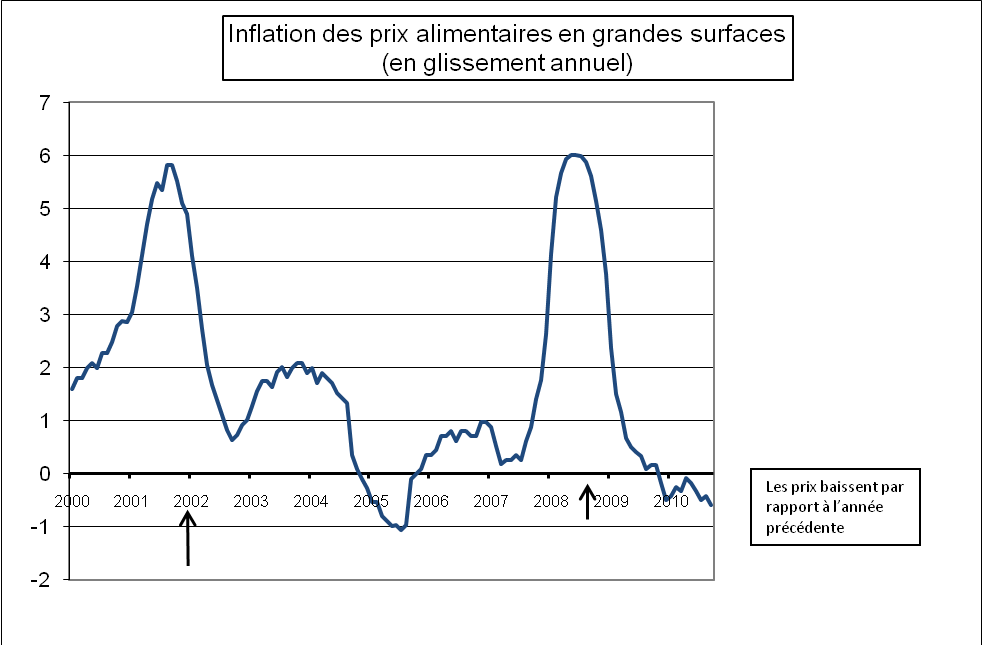 Inflation des prix alimentaires en grandes surfaces
(en glissement annuel)
7
6
5
4
3
2
1
0
-1
-2
2000 2001 2002 2003 2004 2005 2006 2007 2008 2009 2010
Les prix baissent par
rapport à l'année
précédente